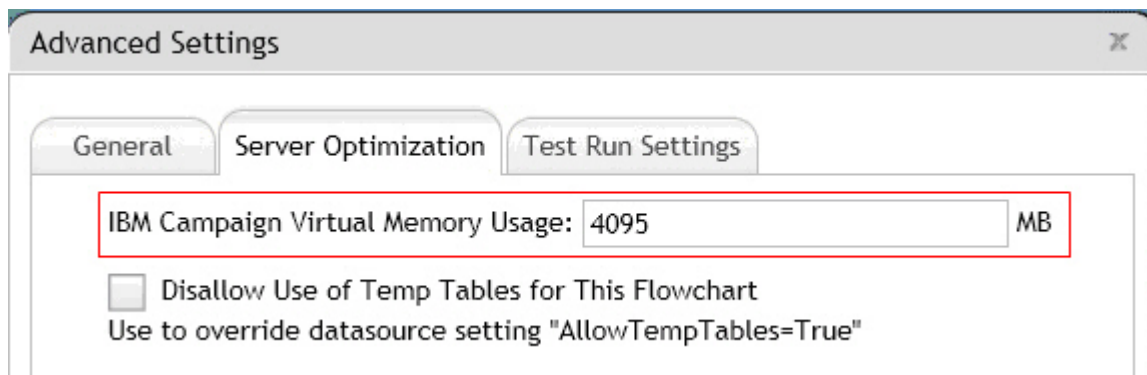 Advanced Settings
General Server Optimization Test Run Settings
IBM Campaign Virtual Memory Usage: 4095 MB
Disallow Use of Temp Tables for This Flowchart
Use to override datasource setting "AllowTempTables=True"